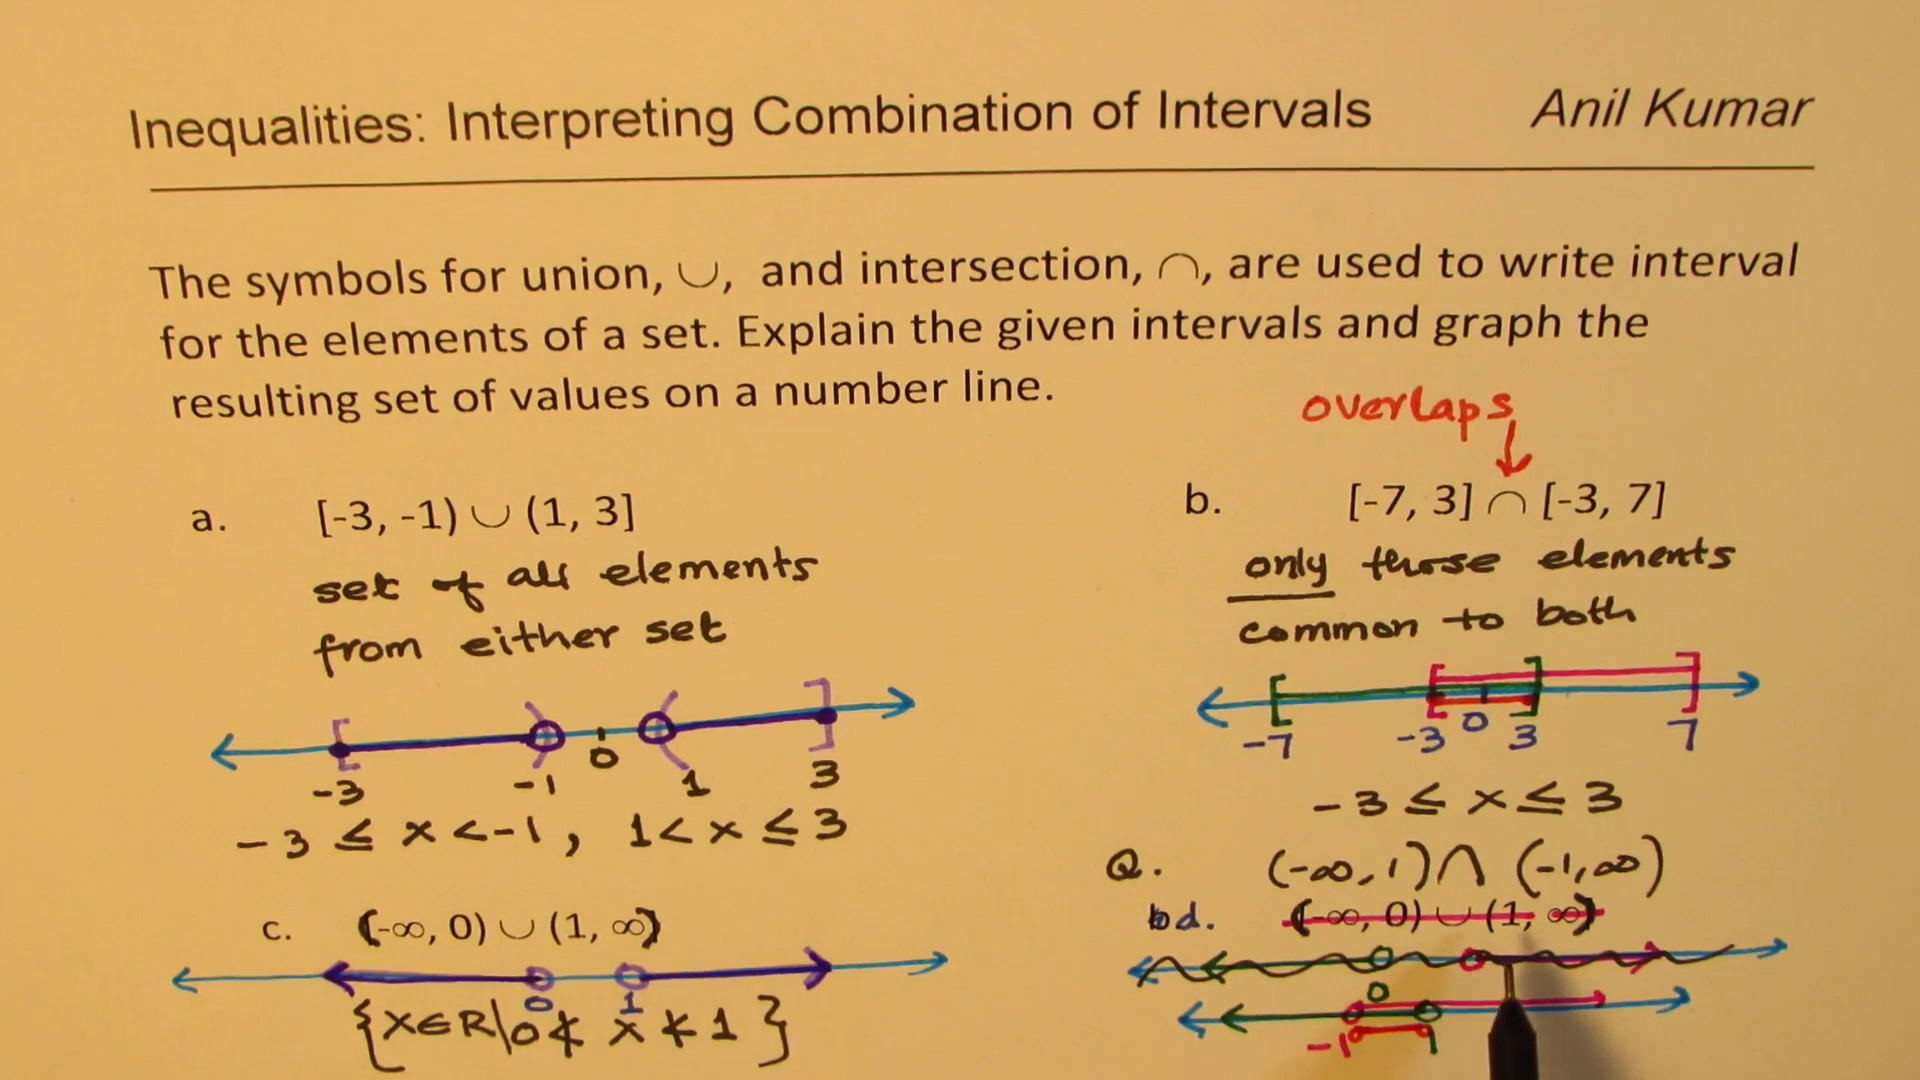 Inequalities: Interpreting Combination of Intervals Anil Kumar
The symbols for union, ∪, and intersection, ∩, are used to write interval
for the elements of a set. Explain the given intervals and graph the
resulting set of values on a number line.
overlaps
a. [-3, -1) ∪ (1, 3]
set of all elements
from either set
-3 -1 0 1 3
-3 ≤ x < -1, 1 < x ≤ 3
b. [-7, 3] ∩ [-3, 7]
only those elements
common to both
-7 -3 0 3 7
-3 ≤ x ≤ 3
Q. (-∞, 1) ∩ (-1, ∞)
c. (-∞, 0) ∪ (1, ∞)
0 1
d. (-∞, 0) ∪ (1, ∞)
0
-1 1